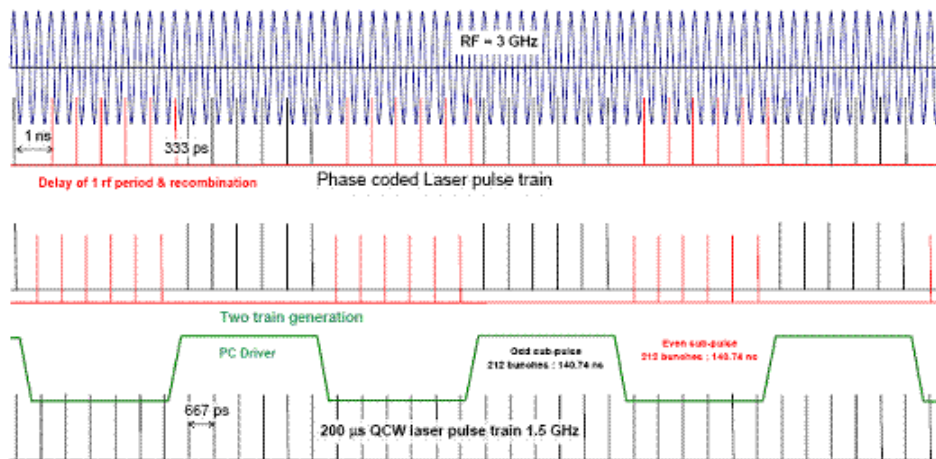 RF = 3 GHz
1 ns
333 ps
Delay of 1 rf period & recombination
Phase coded Laser pulse train
Two train generation
PC Driver
Odd sub-pulse
212 bunches : 140.74 ns
Even sub-pulse
212 bunches : 140.74 ns
667 ps
200 µs QCW laser pulse train 1.5 GHz